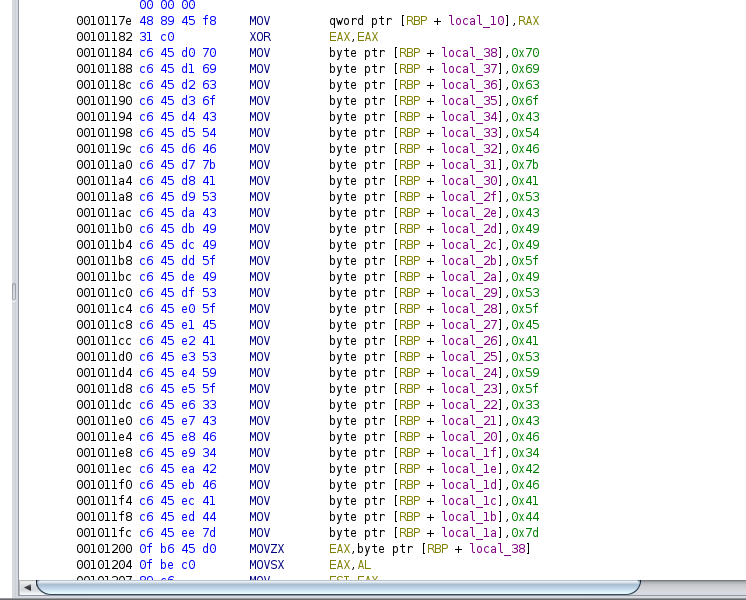 00 00 00
0010117e 48 89 45 f8 MOV qword ptr [RBP + local_10],RAX
00101182 31 c0 XOR EAX,EAX
00101184 c6 45 d0 70 MOV byte ptr [RBP + local_38],0x70
00101188 c6 45 d1 69 MOV byte ptr [RBP + local_37],0x69
0010118c c6 45 d2 63 MOV byte ptr [RBP + local_36],0x63
00101190 c6 45 d3 6f MOV byte ptr [RBP + local_35],0x6f
00101194 c6 45 d4 43 MOV byte ptr [RBP + local_34],0x43
00101198 c6 45 d5 54 MOV byte ptr [RBP + local_33],0x54
0010119c c6 45 d6 46 MOV byte ptr [RBP + local_32],0x46
001011a0 c6 45 d7 7b MOV byte ptr [RBP + local_31],0x7b
001011a4 c6 45 d8 41 MOV byte ptr [RBP + local_30],0x41
001011a8 c6 45 d9 53 MOV byte ptr [RBP + local_2f],0x53
001011ac c6 45 da 43 MOV byte ptr [RBP + local_2e],0x43
001011b0 c6 45 db 49 MOV byte ptr [RBP + local_2d],0x49
001011b4 c6 45 dc 49 MOV byte ptr [RBP + local_2c],0x49
001011b8 c6 45 dd 5f MOV byte ptr [RBP + local_2b],0x5f
001011bc c6 45 de 49 MOV byte ptr [RBP + local_2a],0x49
001011c0 c6 45 df 53 MOV byte ptr [RBP + local_29],0x53
001011c4 c6 45 e0 5f MOV byte ptr [RBP + local_28],0x5f
001011c8 c6 45 e1 45 MOV byte ptr [RBP + local_27],0x45
001011cc c6 45 e2 41 MOV byte ptr [RBP + local_26],0x41
001011d0 c6 45 e3 53 MOV byte ptr [RBP + local_25],0x53
001011d4 c6 45 e4 59 MOV byte ptr [RBP + local_24],0x59
001011d8 c6 45 e5 5f MOV byte ptr [RBP + local_23],0x5f
001011dc c6 45 e6 33 MOV byte ptr [RBP + local_22],0x33
001011e0 c6 45 e7 43 MOV byte ptr [RBP + local_21],0x43
001011e4 c6 45 e8 46 MOV byte ptr [RBP + local_20],0x46
001011e8 c6 45 e9 34 MOV byte ptr [RBP + local_1f],0x34
001011ec c6 45 ea 42 MOV byte ptr [RBP + local_1e],0x42
001011f0 c6 45 eb 46 MOV byte ptr [RBP + local_1d],0x46
001011f4 c6 45 ec 41 MOV byte ptr [RBP + local_1c],0x41
001011f8 c6 45 ed 44 MOV byte ptr [RBP + local_1b],0x44
001011fc c6 45 ee 7d MOV byte ptr [RBP + local_1a],0x7d
00101200 0f b6 45 d0 MOVZX EAX,byte ptr [RBP + local_38]
00101204 0f be c0 MOVSX EAX,AL
00101207 89 c6 MOV ESI,EAX